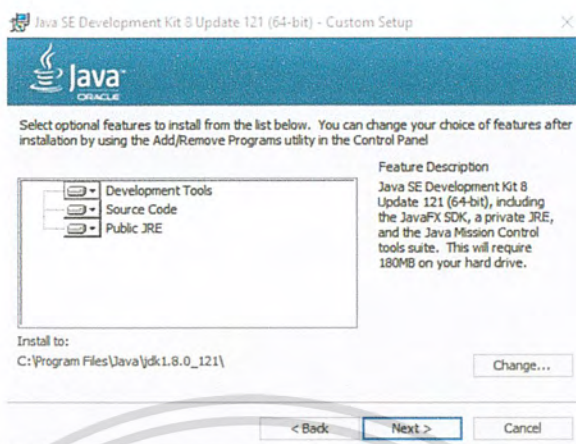 Java SE Development Kit 8 Update 121 (64-bit) - Custom Setup
Java
ORACLE
Select optional features to install from the list below. You can change your choice of features after
installation by using the Add/Remove Programs utility in the Control Panel
Development Tools
Source Code
Public JRE
Feature Description
Java SE Development Kit 8
Update 121 (64-bit), including
the JavaFX SDK, a private JRE,
and the Java Mission Control
tools suite. This will require
180MB on your hard drive.
Install to:
C:\Program Files\Java\jdk1.8.0_121\
Change...
< Back
Next >
Cancel